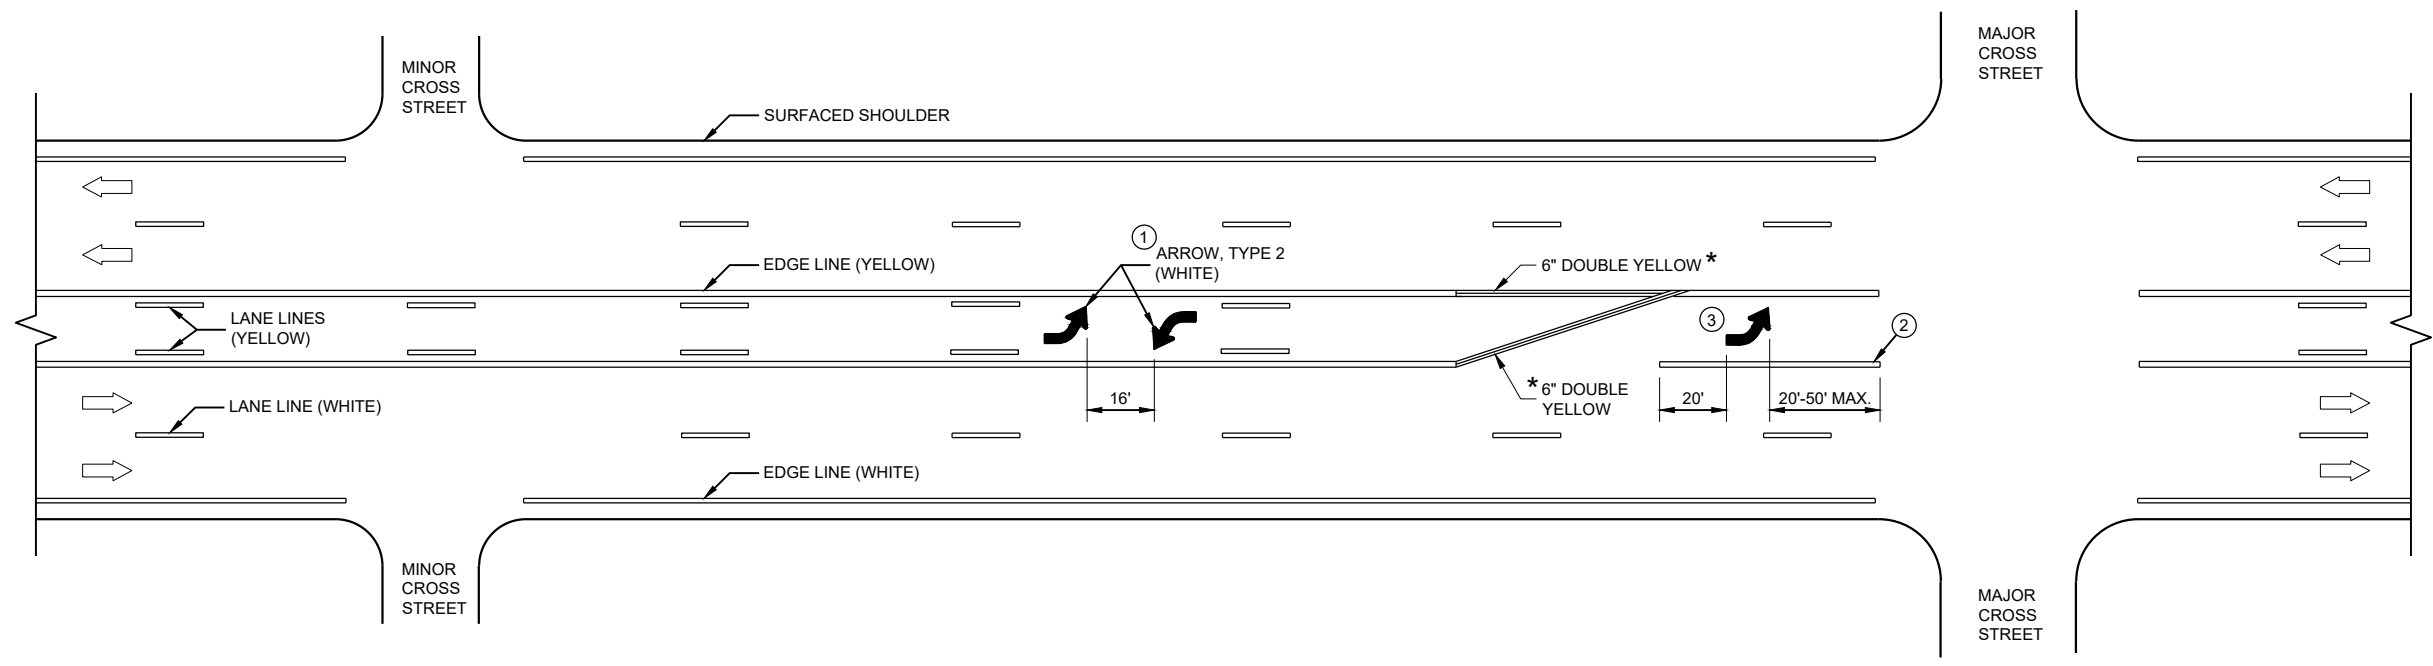 MINOR
CROSS
STREET
MAJOR
CROSS
STREET
SURFACED SHOULDER
1
ARROW, TYPE 2
(WHITE)
EDGE LINE (YELLOW)
6" DOUBLE YELLOW *
LANE LINES
(YELLOW)
3
2
* 6" DOUBLE
YELLOW
16'
20'
20'-50' MAX.
LANE LINE (WHITE)
EDGE LINE (WHITE)
MINOR
CROSS
STREET
MAJOR
CROSS
STREET